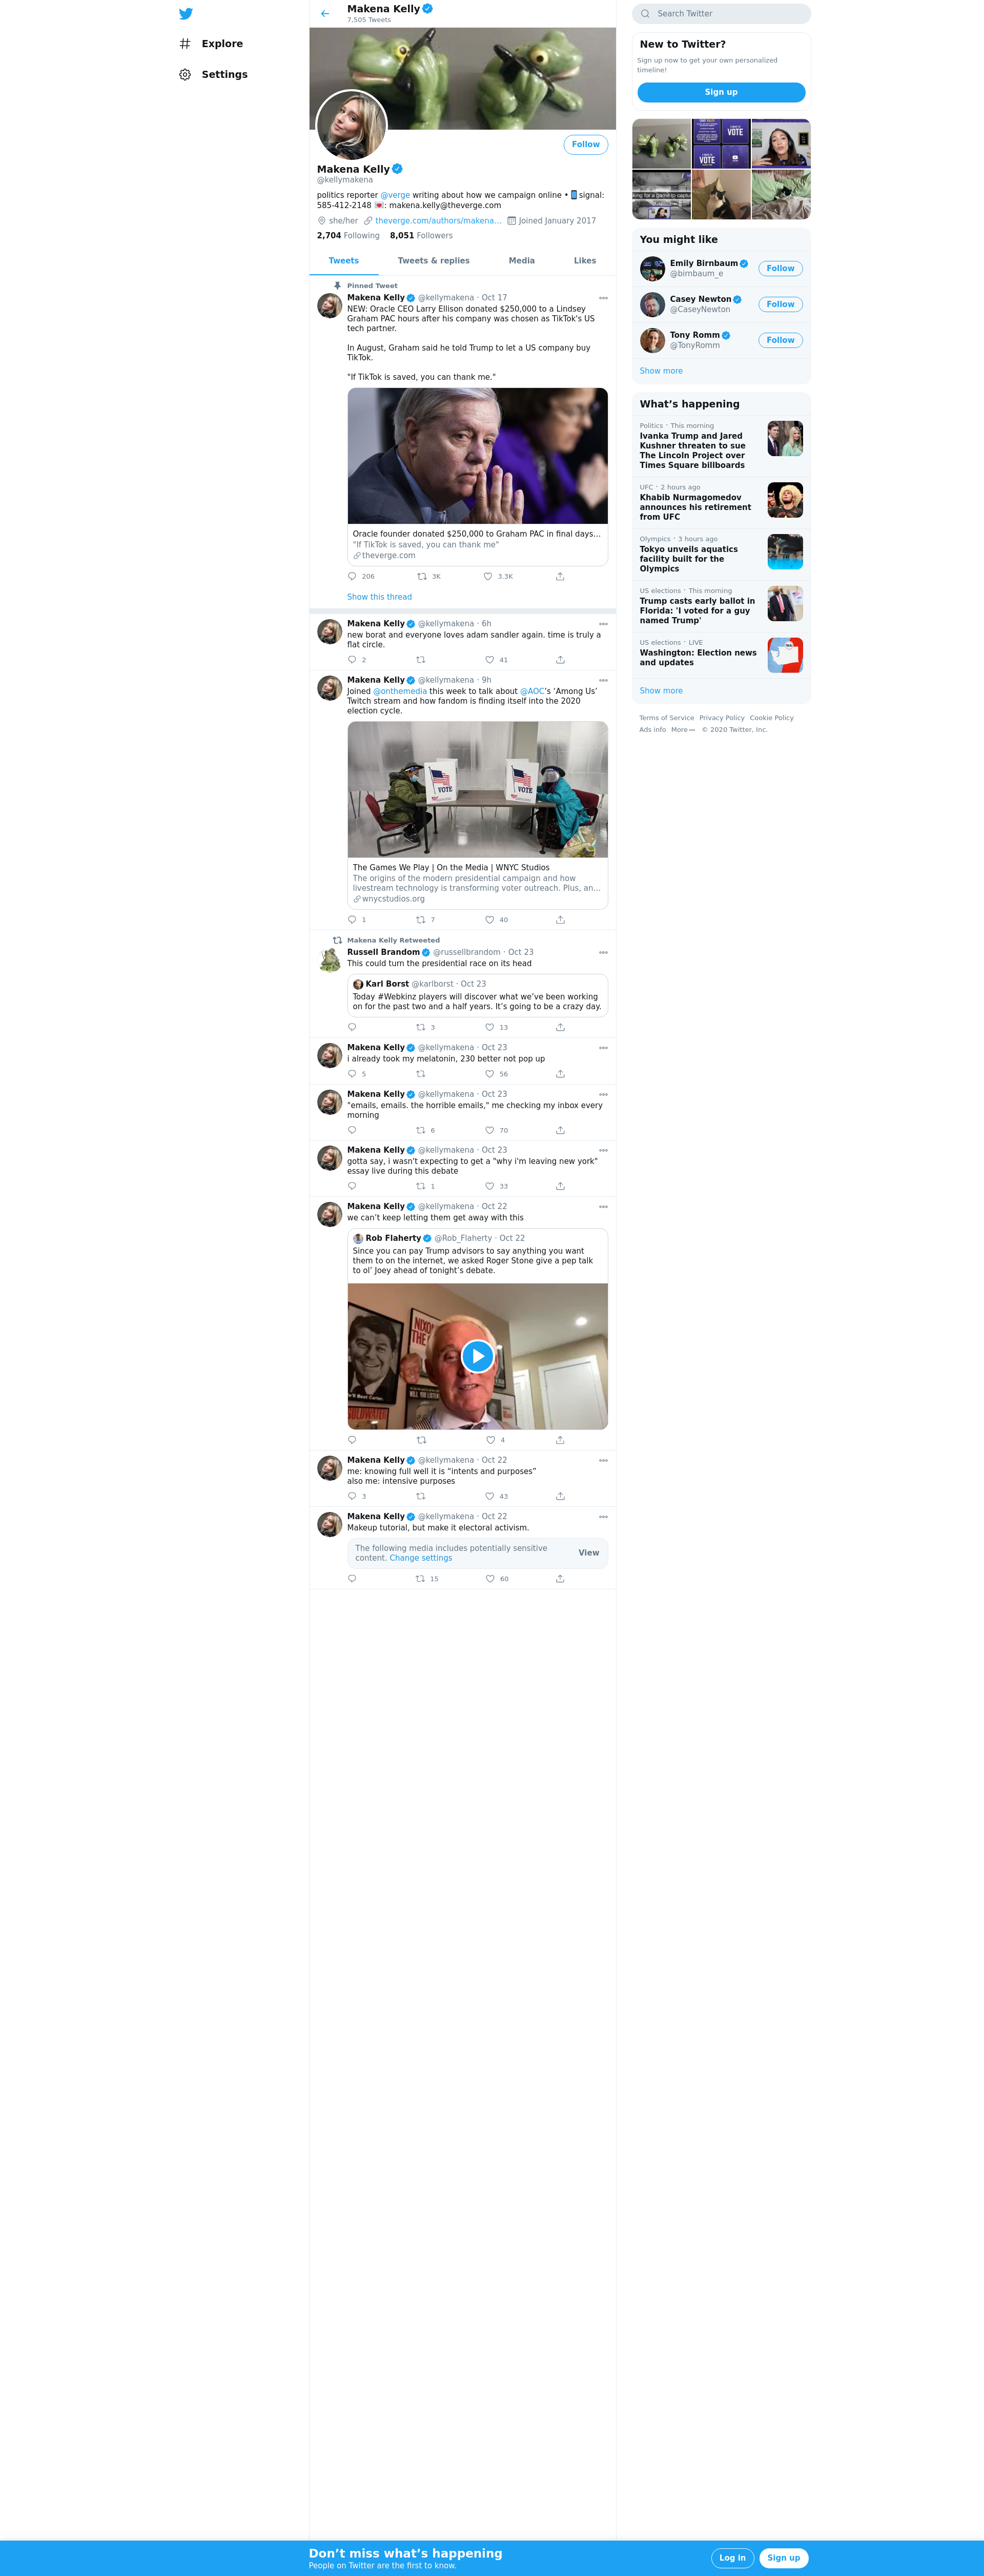 Explore
Settings
Makena Kelly
7,505 Tweets
Follow
Makena Kelly
@kellymakena
politics reporter @verge writing about how we campaign online • signal:
585-412-2148 : makena.kelly@theverge.com
she/her theverge.com/authors/makena… Joined January 2017
2,704 Following 8,051 Followers
Tweets Tweets & replies Media Likes
Pinned Tweet
Makena Kelly @kellymakena · Oct 17
NEW: Oracle CEO Larry Ellison donated $250,000 to a Lindsey
Graham PAC hours after his company was chosen as TikTok's US
tech partner.
In August, Graham said he told Trump to let a US company buy
TikTok.
"If TikTok is saved, you can thank me."
Oracle founder donated $250,000 to Graham PAC in final days…
"If TikTok is saved, you can thank me"
theverge.com
206 3K 3.3K
Show this thread
Makena Kelly @kellymakena · 6h
new borat and everyone loves adam sandler again. time is truly a
flat circle.
2 41
Makena Kelly @kellymakena · 9h
Joined @onthemedia this week to talk about @AOC’s ‘Among Us’
Twitch stream and how fandom is finding itself into the 2020
election cycle.
VOTE VOTE
The Games We Play | On the Media | WNYC Studios
The origins of the modern presidential campaign and how
livestream technology is transforming voter outreach. Plus, an…
wnycstudios.org
1 7 40
Makena Kelly Retweeted
Russell Brandom @russellbrandom · Oct 23
This could turn the presidential race on its head
Karl Borst @karlborst · Oct 23
Today #Webkinz players will discover what we’ve been working
on for the past two and a half years. It’s going to be a crazy day.
3 13
Makena Kelly @kellymakena · Oct 23
i already took my melatonin, 230 better not pop up
5 56
Makena Kelly @kellymakena · Oct 23
"emails, emails. the horrible emails," me checking my inbox every
morning
6 70
Makena Kelly @kellymakena · Oct 23
gotta say, i wasn't expecting to get a "why i'm leaving new york"
essay live during this debate
1 33
Makena Kelly @kellymakena · Oct 22
we can’t keep letting them get away with this
Rob Flaherty @Rob_Flaherty · Oct 22
Since you can pay Trump advisors to say anything you want
them to on the internet, we asked Roger Stone give a pep talk
to ol’ Joey ahead of tonight’s debate.
4
Makena Kelly @kellymakena · Oct 22
me: knowing full well it is “intents and purposes”
also me: intensive purposes
3 43
Makena Kelly @kellymakena · Oct 22
Makeup tutorial, but make it electoral activism.
The following media includes potentially sensitive
content. Change settings
View
15 60
Search Twitter
New to Twitter?
Sign up now to get your own personalized
timeline!
Sign up
VOTE
VOTE
You might like
Emily Birnbaum
@birnbaum_e
Follow
Casey Newton
@CaseyNewton
Follow
Tony Romm
@TonyRomm
Follow
Show more
What’s happening
Politics · This morning
Ivanka Trump and Jared
Kushner threaten to sue
The Lincoln Project over
Times Square billboards
UFC · 2 hours ago
Khabib Nurmagomedov
announces his retirement
from UFC
Olympics · 3 hours ago
Tokyo unveils aquatics
facility built for the
Olympics
US elections · This morning
Trump casts early ballot in
Florida: 'I voted for a guy
named Trump'
US elections · LIVE
Washington: Election news
and updates
Show more
Terms of Service Privacy Policy Cookie Policy
Ads info More © 2020 Twitter, Inc.
Don’t miss what’s happening
People on Twitter are the first to know.
Log in Sign up